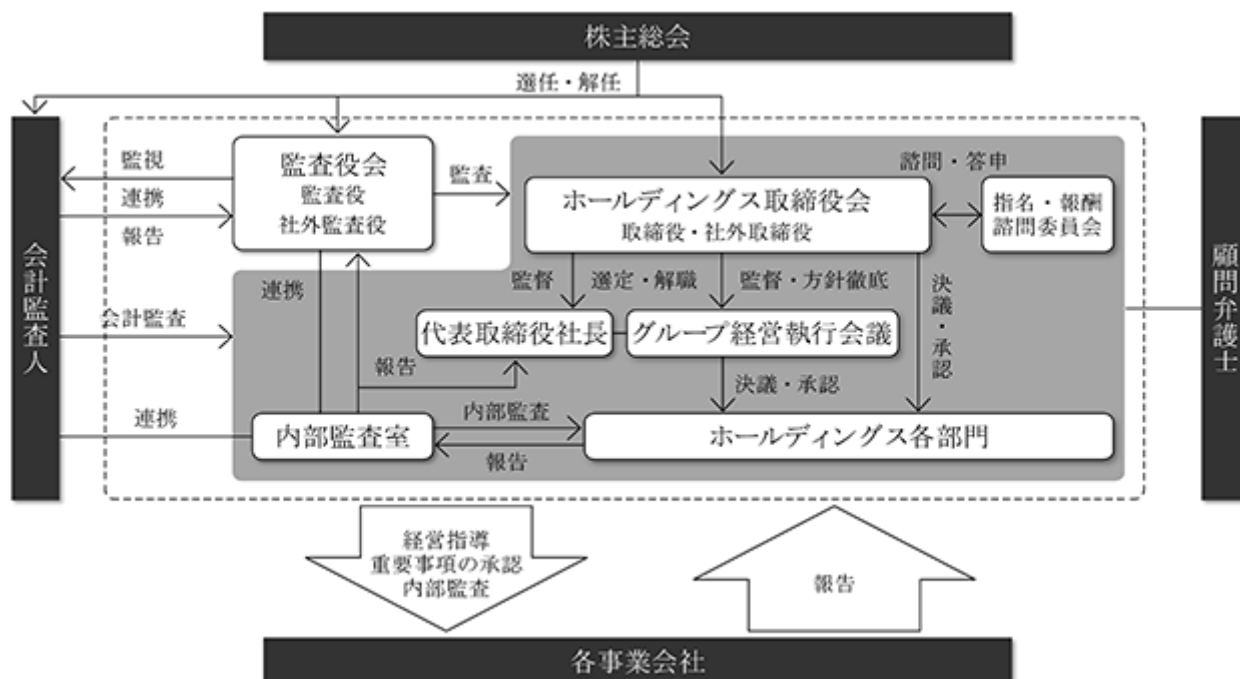 株主総会
選任・解任
監査役会
監査役
社外監査役
監視
連携
報告
監査
諮問・答申
ホールディングス取締役会
取締役・社外取締役
指名・報酬
諮問委員会
会計監査人
顧問弁護士
連携
監督
選定・解職
監督・方針徹底
決議・承認
会計監査
代表取締役社長
グループ経営執行会議
報告
決議・承認
連携
内部監査室
内部監査
報告
ホールディングス各部門
経営指導
重要事項の承認
内部監査
報告
各事業会社